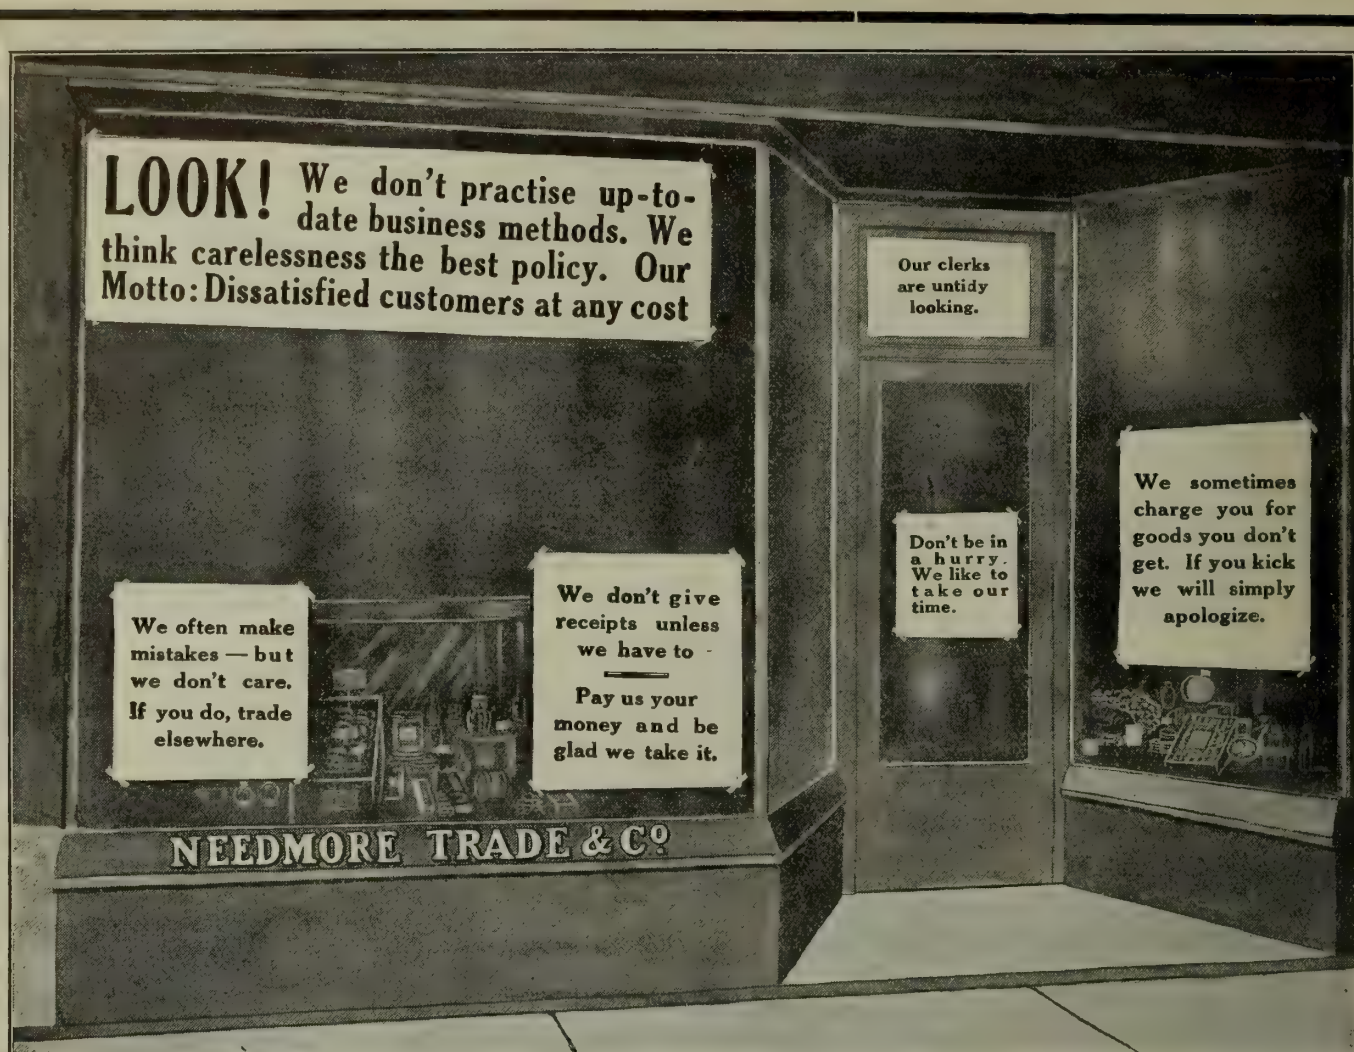 LOOK! We don't practise up-to-
date business methods. We
think carelessness the best policy. Our
Motto: Dissatisfied customers at any cost
Our clerks
are untidy
looking.
Don't be in
a hurry.
We like to
take our
time.
We sometimes
charge you for
goods you don't
get. If you kick
we will simply
apologize.
We often make
mistakes — but
we don't care.
If you do, trade
elsewhere.
We don't give
receipts unless
we have to -
Pay us your
money and be
glad we take it.
NEEDMORE TRADE & Cº